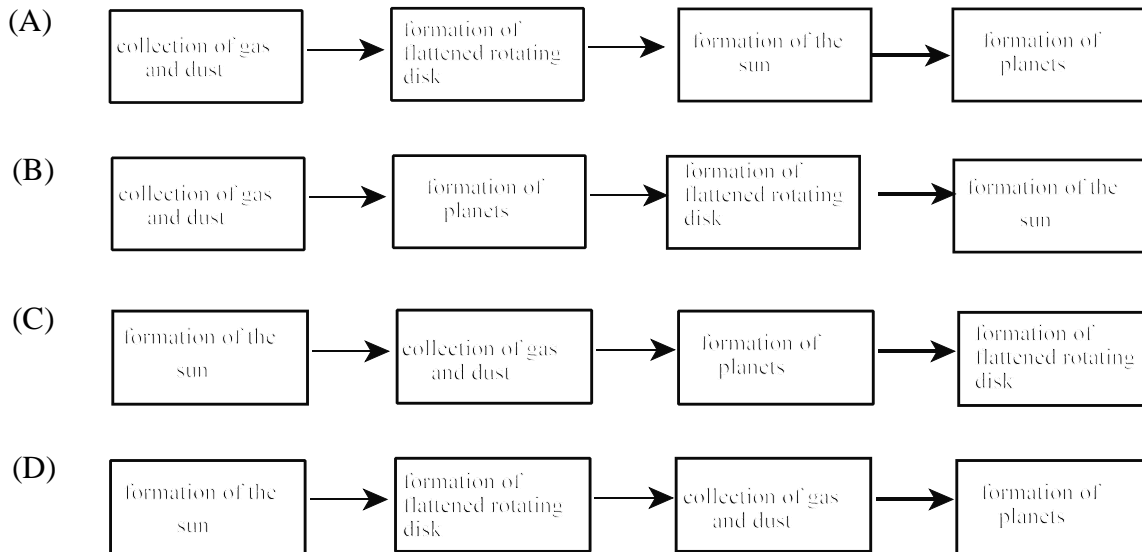 (A)
collection of gas
and dust
formation of
flattened rotating
disk
formation of the
sun
formation of
planets
(B)
collection of gas
and dust
formation of
planets
formation of
flattened rotating
disk
formation of the
sun
(C)
formation of the
sun
collection of gas
and dust
formation of
planets
formation of
flattened rotating
disk
(D)
formation of the
sun
formation of
flattened rotating
disk
collection of gas
and dust
formation of
planets